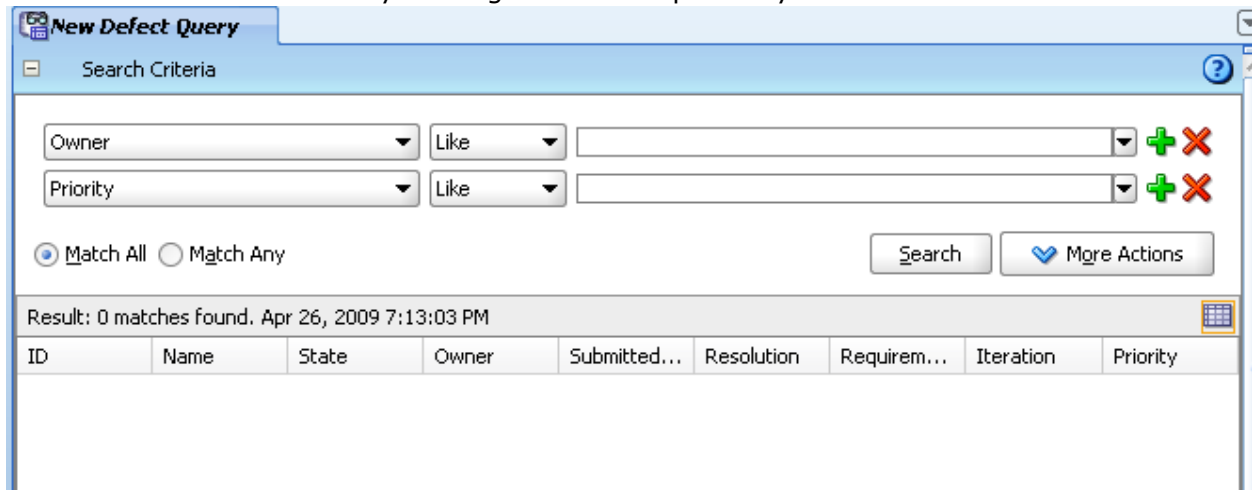 New Defect Query
Search Criteria
?
Owner Like
Priority Like
Match All Match Any Search More Actions
Result: 0 matches found. Apr 26, 2009 7:13:03 PM
ID Name State Owner Submitted... Resolution Requirem... Iteration Priority